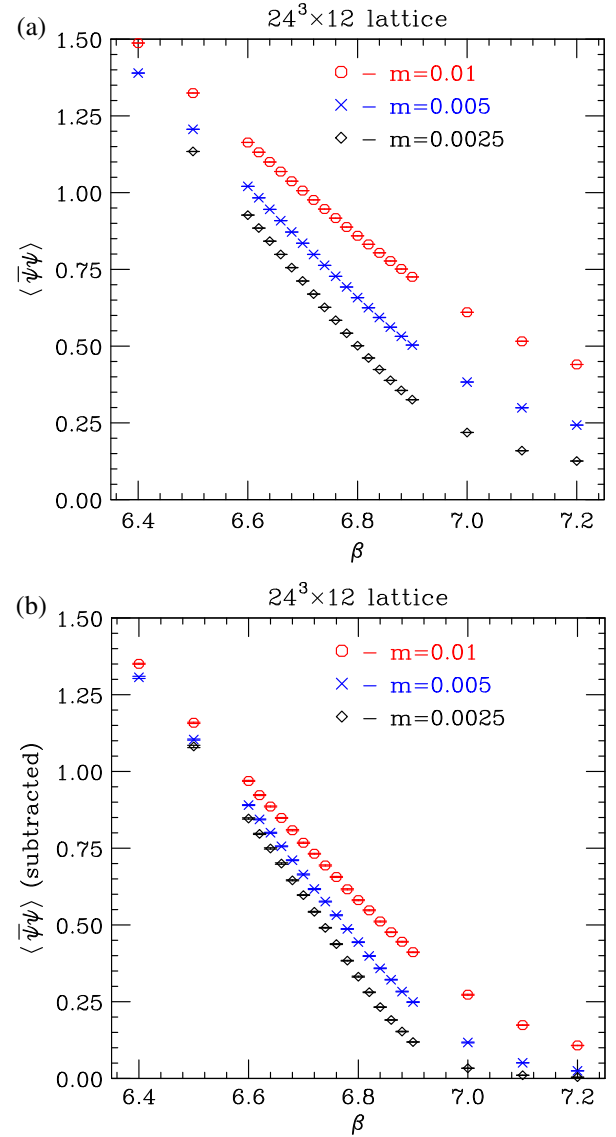 (a)
24³×12 lattice
○ – m=0.01
× – m=0.005
◇ – m=0.0025
1.50
1.25
1.00
0.75
0.50
0.25
0.00
⟨ψ̅ψ⟩
6.4 6.6 6.8 7.0 7.2
β
(b)
24³×12 lattice
○ – m=0.01
× – m=0.005
◇ – m=0.0025
1.50
1.25
1.00
0.75
0.50
0.25
0.00
⟨ψ̅ψ⟩ (subtracted)
6.4 6.6 6.8 7.0 7.2
β